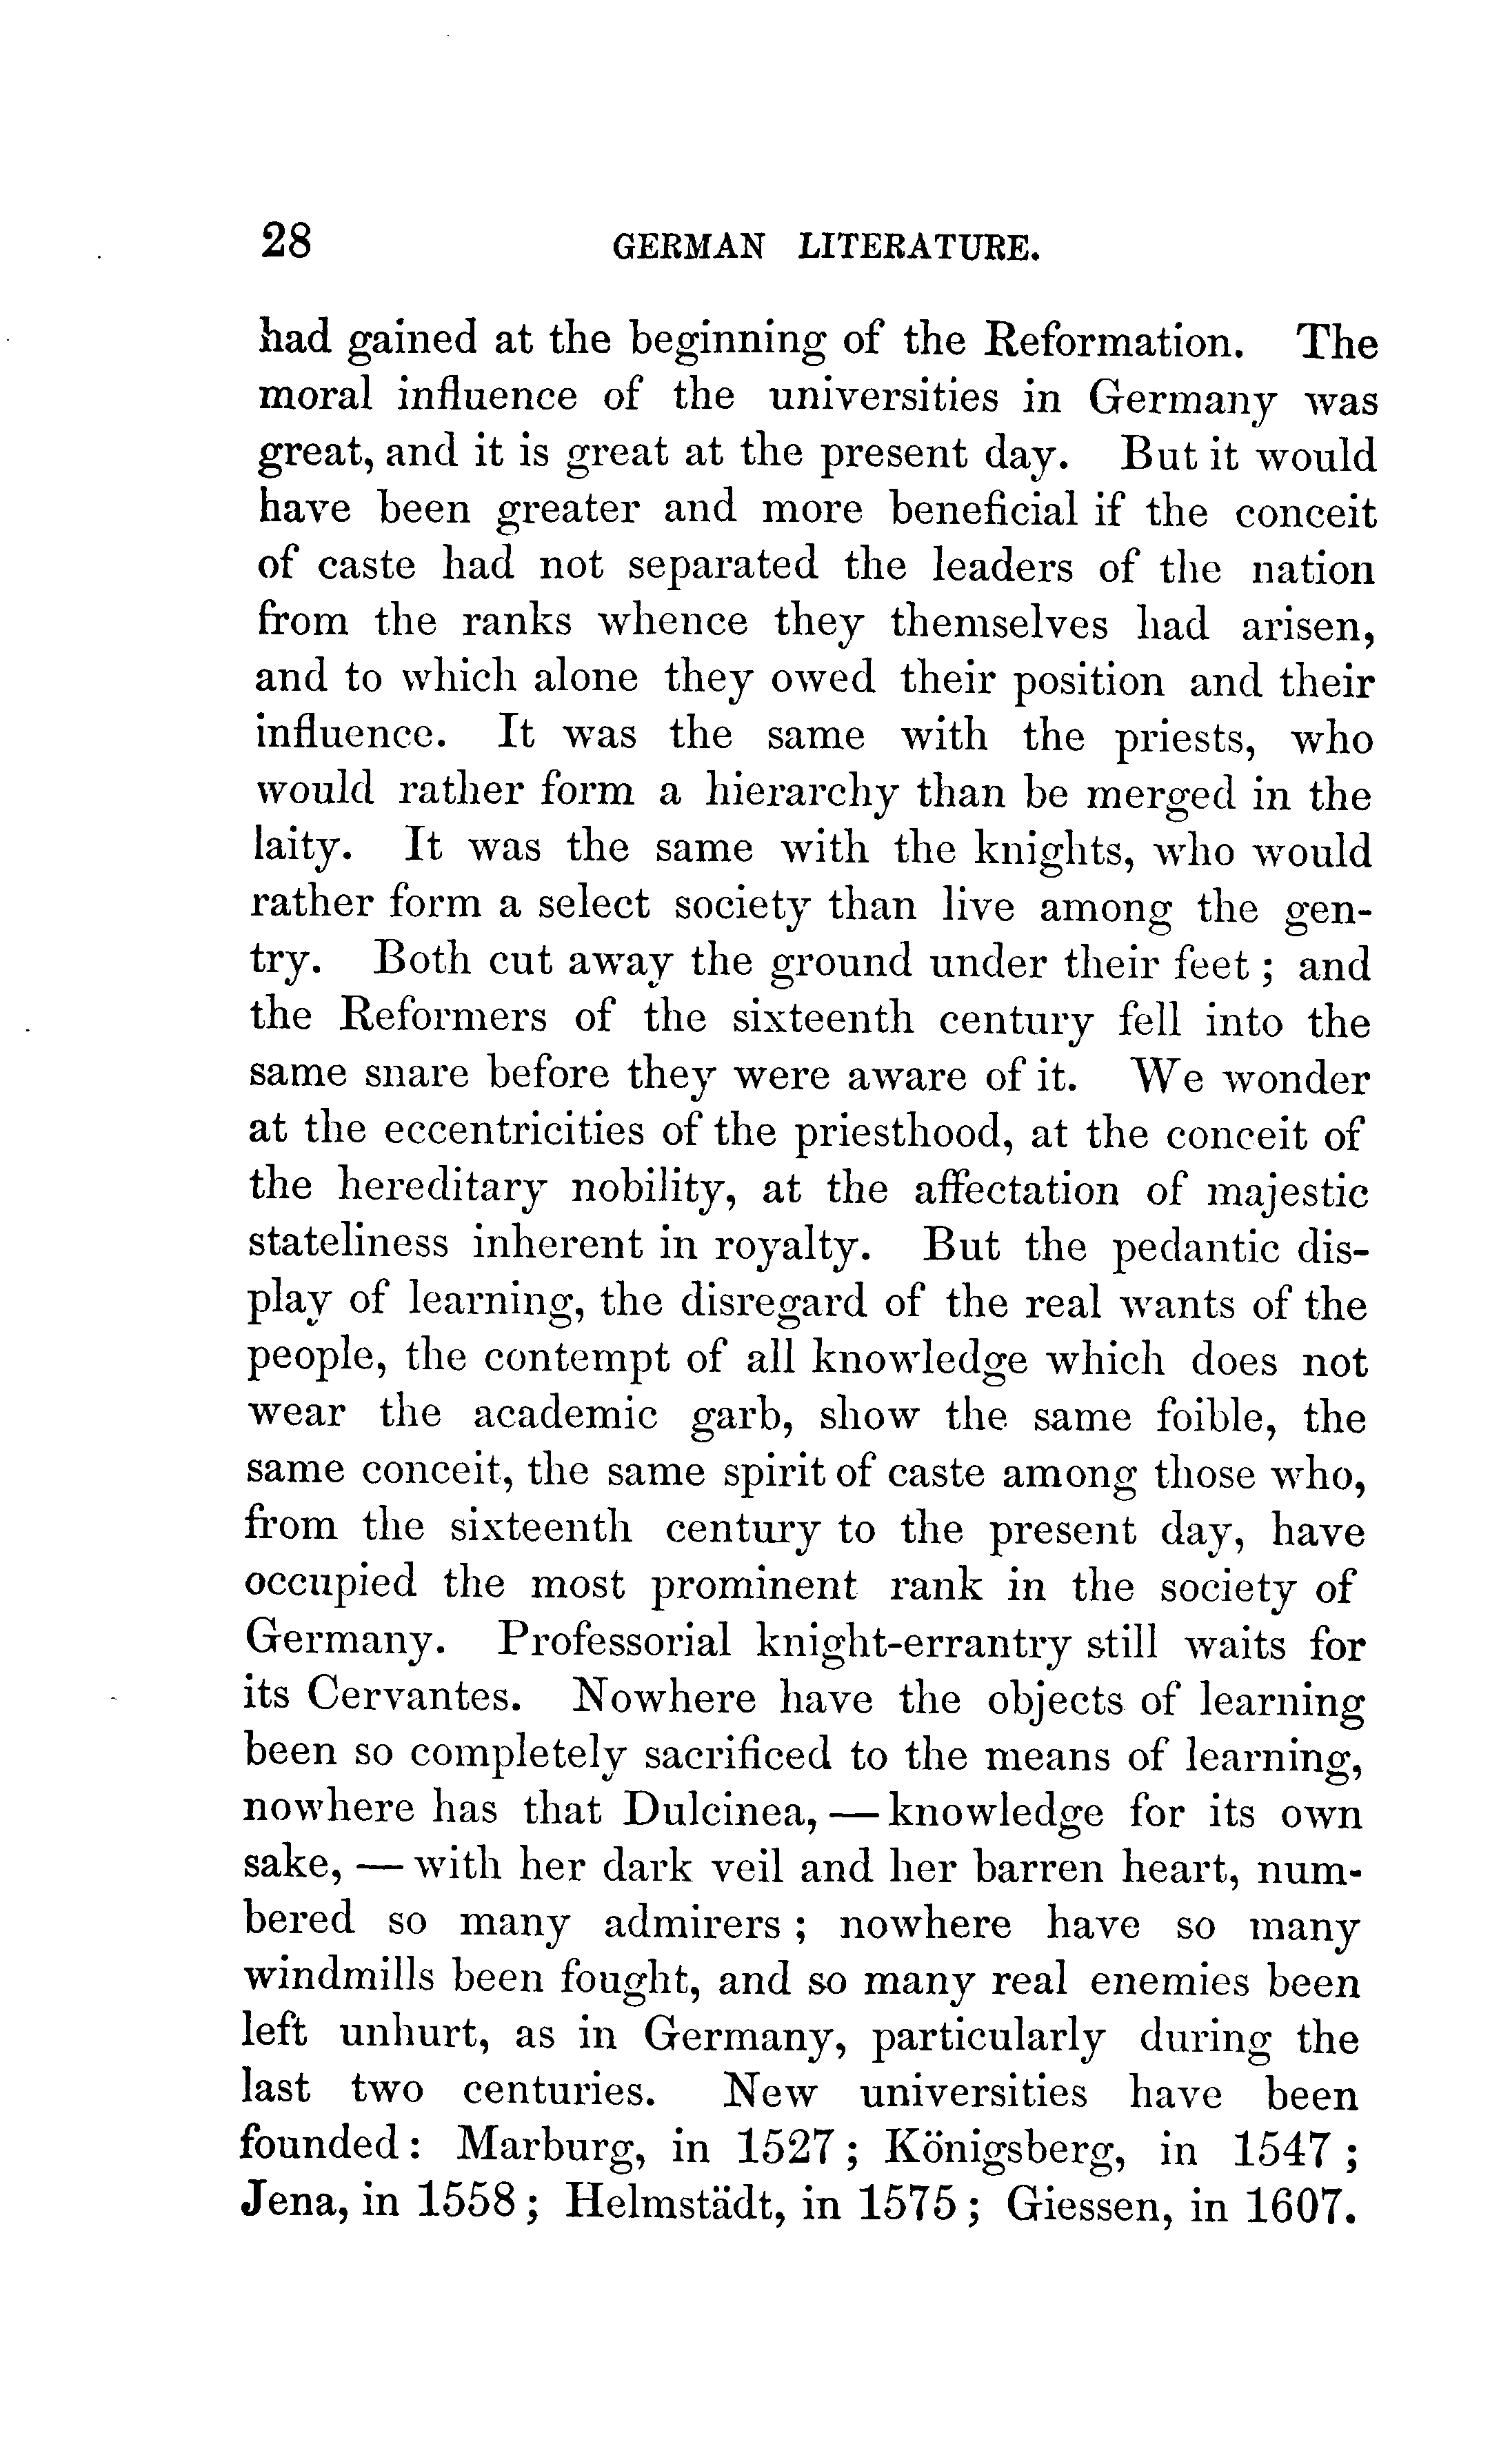 28 GERMAN LITERATURE.
had gained at the beginning of the Reformation. The
moral influence of the universities in Germany was
great, and it is great at the present day. But it would
have been greater and more beneficial if the conceit
of caste had not separated the leaders of the nation
from the ranks whence they themselves had arisen,
and to which alone they owed their position and their
influence. It was the same with the priests, who
would rather form a hierarchy than be merged in the
laity. It was the same with the knights, who would
rather form a select society than live among the gen-
try. Both cut away the ground under their feet; and
the Reformers of the sixteenth century fell into the
same snare before they were aware of it. We wonder
at the eccentricities of the priesthood, at the conceit of
the hereditary nobility, at the affectation of majestic
stateliness inherent in royalty. But the pedantic dis-
play of learning, the disregard of the real wants of the
people, the contempt of all knowledge which does not
wear the academic garb, show the same foible, the
same conceit, the same spirit of caste among those who,
from the sixteenth century to the present day, have
occupied the most prominent rank in the society of
Germany. Professorial knight-errantry still waits for
its Cervantes. Nowhere have the objects of learning
been so completely sacrificed to the means of learning,
nowhere has that Dulcinea, — knowledge for its own
sake, — with her dark veil and her barren heart, num-
bered so many admirers; nowhere have so many
windmills been fought, and so many real enemies been
left unhurt, as in Germany, particularly during the
last two centuries. New universities have been
founded: Marburg, in 1527; Königsberg, in 1547;
Jena, in 1558; Helmstädt, in 1575; Giessen, in 1607.